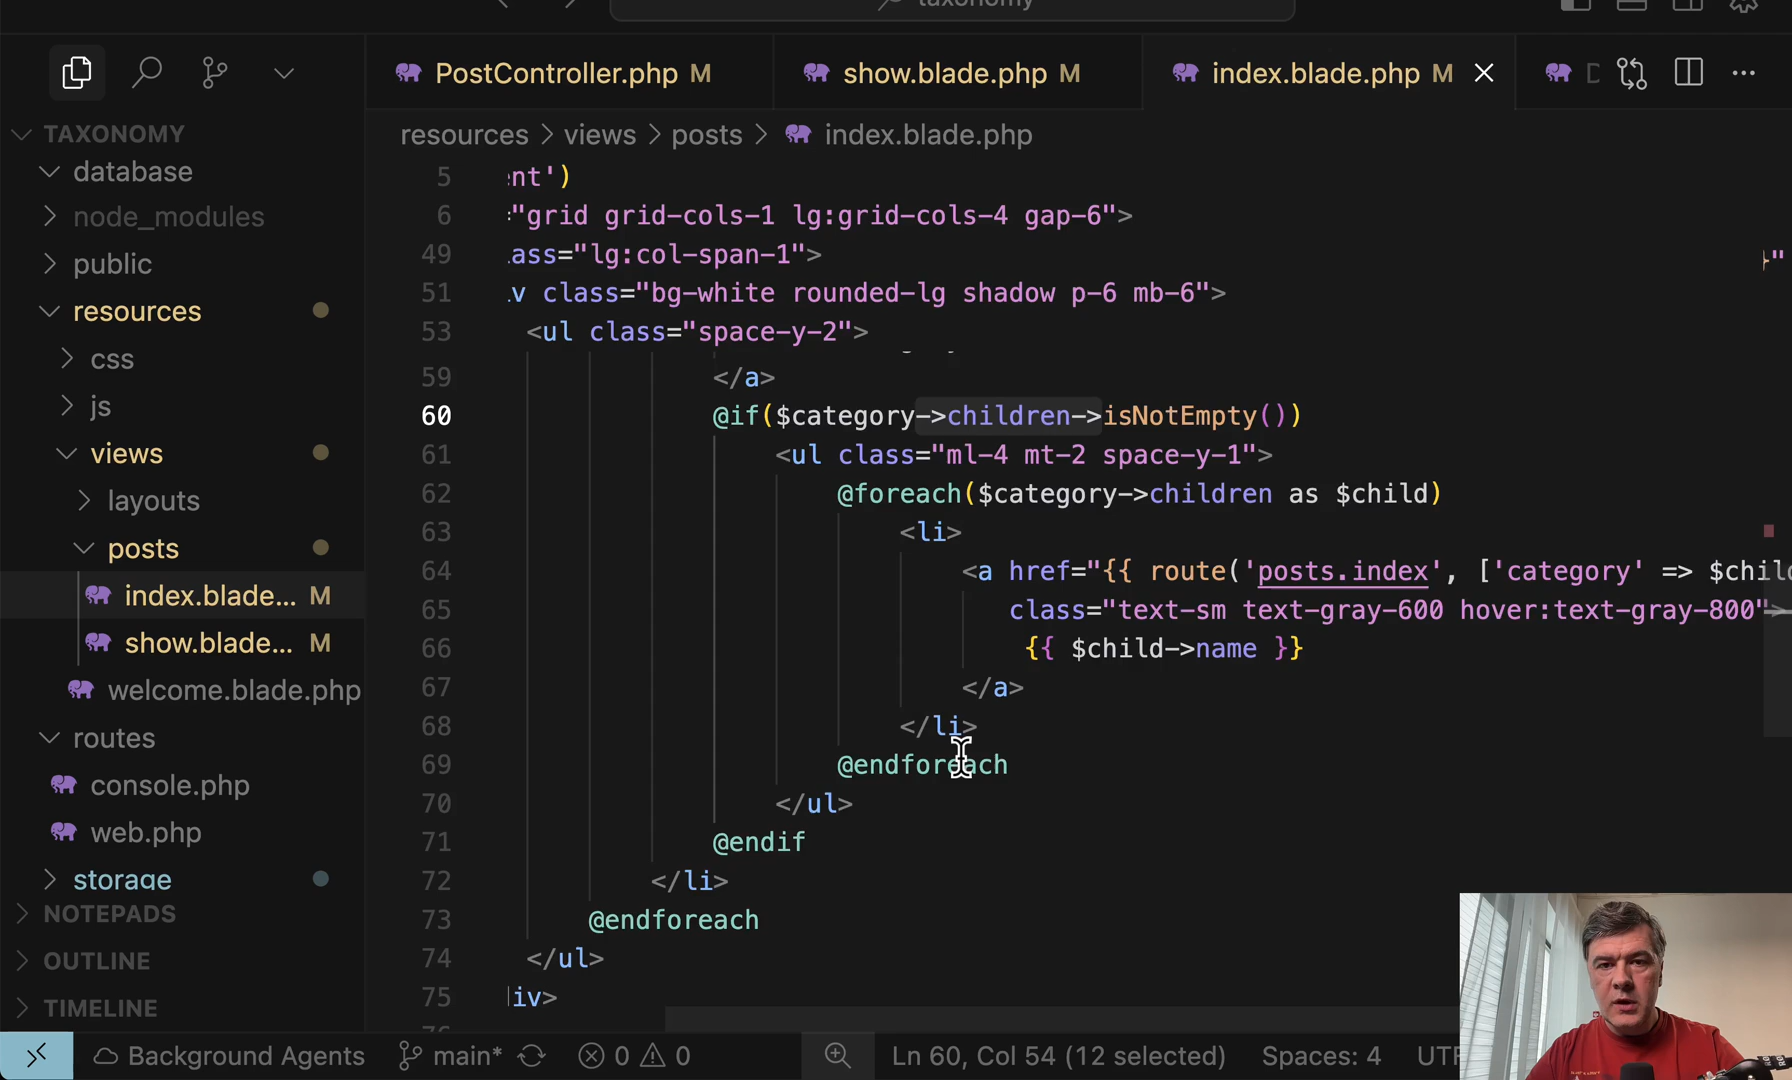 taxonomy
PostController.php M
show.blade.php M
index.blade.php M
TAXONOMY
database
node_modules
public
resources
css
js
views
layouts
posts
index.blade... M
show.blade... M
welcome.blade.php
routes
console.php
web.php
storage
NOTEPADS
OUTLINE
TIMELINE
resources > views > posts > index.blade.php
5 ent')
6 ="grid grid-cols-1 lg:grid-cols-4 gap-6">
49 ass="lg:col-span-1">
51 v class="bg-white rounded-lg shadow p-6 mb-6">
53 <ul class="space-y-2">
59 </a>
60 @if($category->children->isNotEmpty())
61 <ul class="ml-4 mt-2 space-y-1">
62 @foreach($category->children as $child)
63 <li>
64 <a href="{{ route('posts.index', ['category' => $chil
65 class="text-sm text-gray-600 hover:text-gray-800">
66 {{ $child->name }}
67 </a>
68 </li>
69 @endforeach
70 </ul>
71 @endif
72 </li>
73 @endforeach
74 </ul>
75 iv>
Background Agents main* 0 0 Ln 60, Col 54 (12 selected) Spaces: 4 UTF